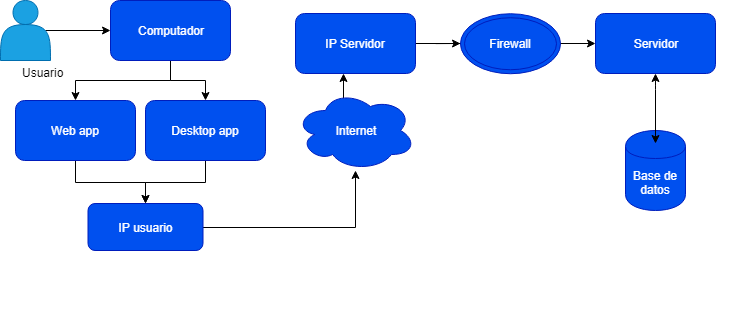 Usuario
Computador
Web app
Desktop app
IP usuario
Internet
IP Servidor
Firewall
Servidor
Base de
datos